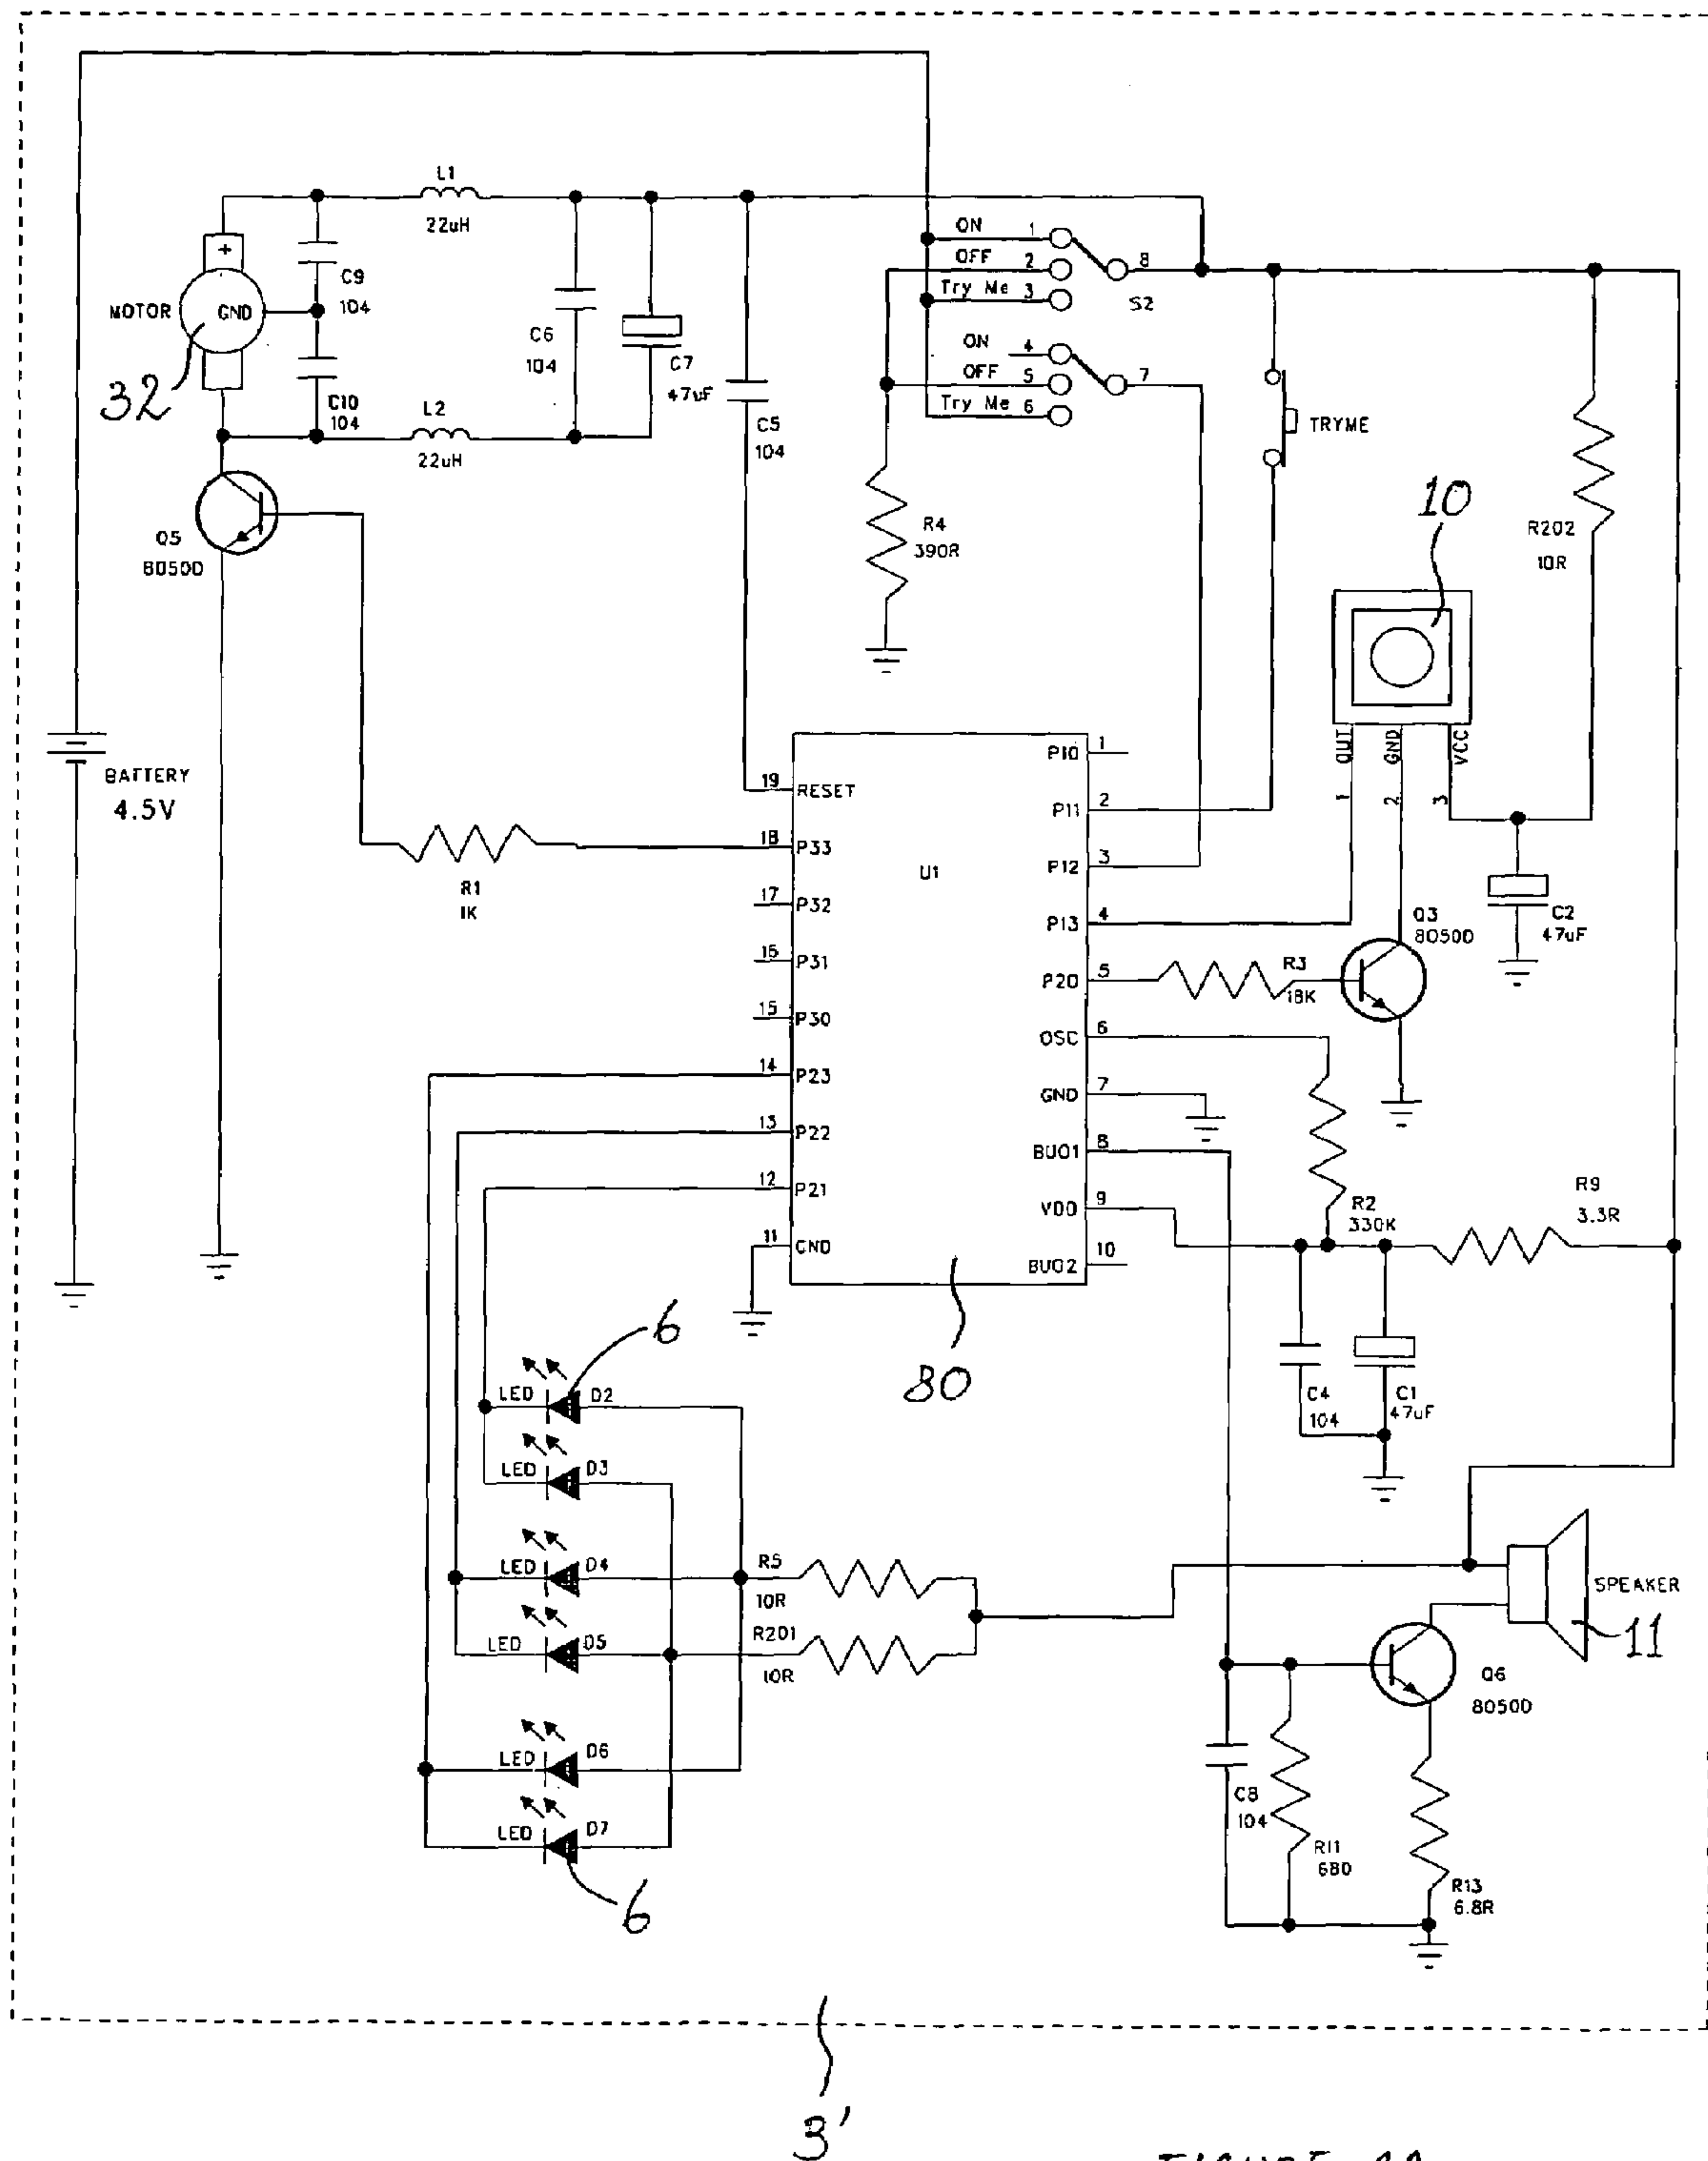 L1
22uH
ON 1
OFF 2
Try Me 3
8
S2
ON 4
OFF 5
Try Me 6
7
+
MOTOR
GND
C9
104
C10
104
32
L2
22uH
C6
104
C7
47uF
C5
104
TRYME
Q5
8050D
R4
390R
10
R202
10R
BATTERY
4.5V
OUT
GND
VCC
1
2
3
U1
19 RESET
18 P33
17 P32
16 P31
15 P30
14 P23
13 P22
12 P21
11 GND
P10 1
P11 2
P12 3
P13 4
P20 5
OSC 6
GND 7
BUO1 8
VDD 9
BUO2 10
R1
1K
Q3
8050D
C2
47uF
R3
18K
R2
330K
R9
3.3R
80
C4
104
C1
47uF
6
LED D2
LED D3
LED D4
LED D5
LED D6
LED D7
6
R5
10R
R201
10R
SPEAKER
11
Q6
8050D
C8
104
R11
680
R13
6.8R
3'